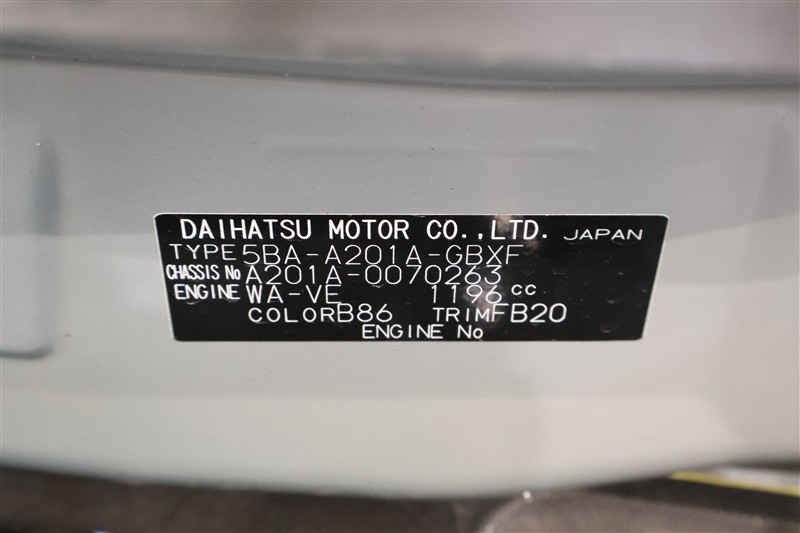 DAIHATSU MOTOR CO.,LTD. JAPAN
TYPE 5BA-A201A-GBXF
CHASSIS No A201A-0070263
ENGINE WA-VE 1196 cc
COLOR B86 TRIM FB20
ENGINE No